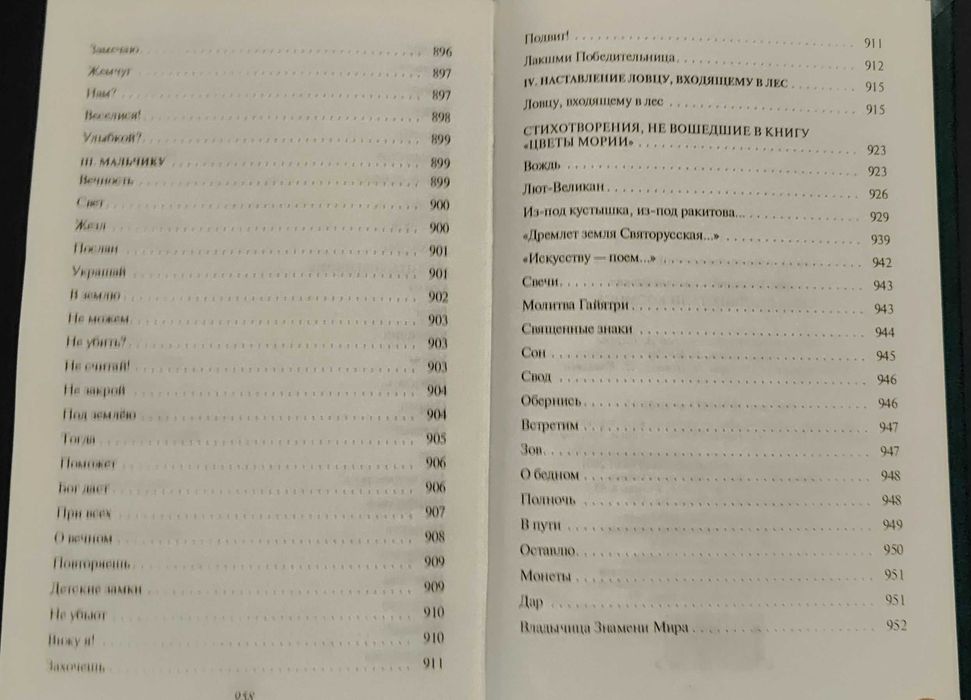 Замечаю 896
Жемчуг 897
Нам? 897
Веселися! 898
Улыбкой? 899
III. МАЛЬЧИКУ 899
Вечность 899
Свет 900
Жезл 900
Послан 901
Украшай 901
В землю 902
Не можем 903
Не убить? 903
Не считай! 903
Не закрой 904
Под землёю 904
Тогда 905
Поможет 906
Бог даст 906
При всех 907
О вечном 908
Повторяешь 909
Детские замки 909
Не убьют 910
Вижу я! 910
Захочешь 911
Подвиг! 911
Лакшми Победительница 912
IV. НАСТАВЛЕНИЕ ЛОВЦУ, ВХОДЯЩЕМУ В ЛЕС 915
Ловцу, входящему в лес 915
СТИХОТВОРЕНИЯ, НЕ ВОШЕДШИЕ В КНИГУ
«ЦВЕТЫ МОРИИ» 923
Вождь 923
Лют-Великан 926
Из-под кустышка, из-под ракитова... 929
«Дремлет земля Святорусская...» 939
«Искусству — поем...» 942
Свечи 943
Молитва Гайятри 943
Священные знаки 944
Сон 945
Свод 946
Обернись 946
Встретим 947
Зов 947
О бедном 948
Полночь 948
В пути 949
Оставлю 950
Монеты 951
Дар 951
Владычица Знамени Мира 952